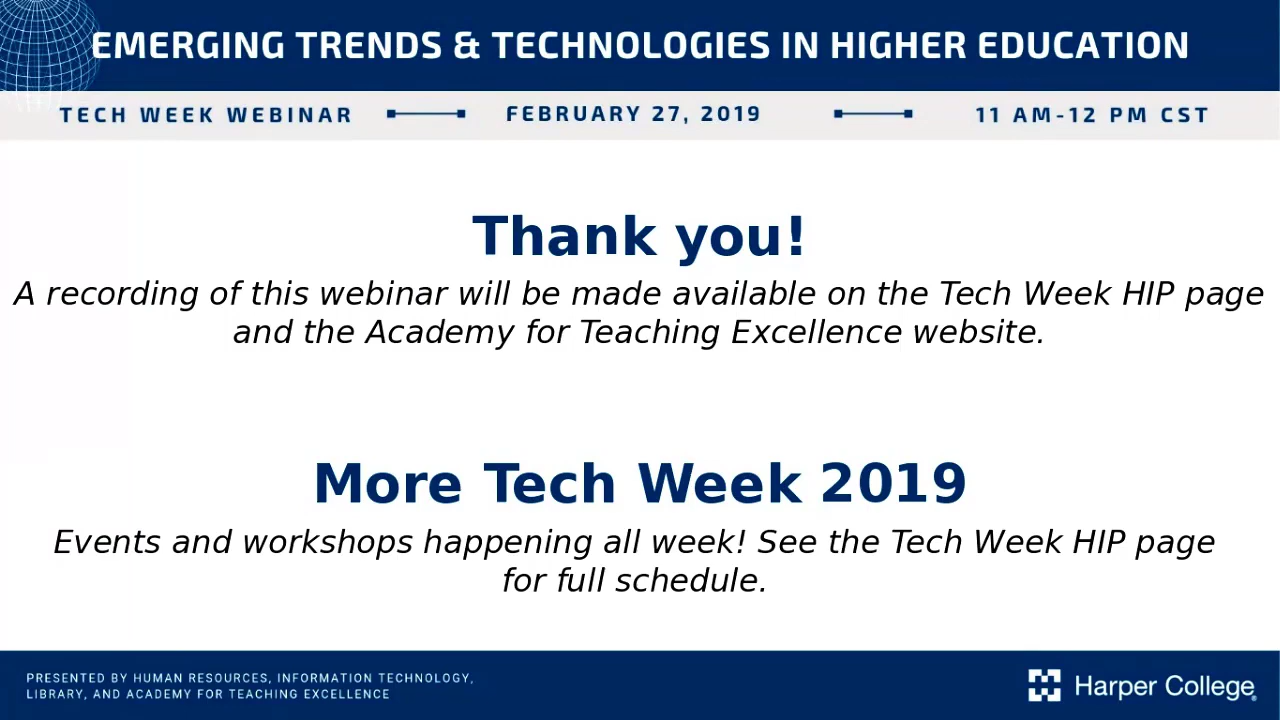 EMERGING TRENDS & TECHNOLOGIES IN HIGHER EDUCATION
TECH WEEK WEBINAR FEBRUARY 27, 2019 11 AM-12 PM CST
Thank you!
A recording of this webinar will be made available on the Tech Week HIP page
and the Academy for Teaching Excellence website.
More Tech Week 2019
Events and workshops happening all week! See the Tech Week HIP page
for full schedule.
PRESENTED BY HUMAN RESOURCES, INFORMATION TECHNOLOGY,
LIBRARY, AND ACADEMY FOR TEACHING EXCELLENCE
Harper College®